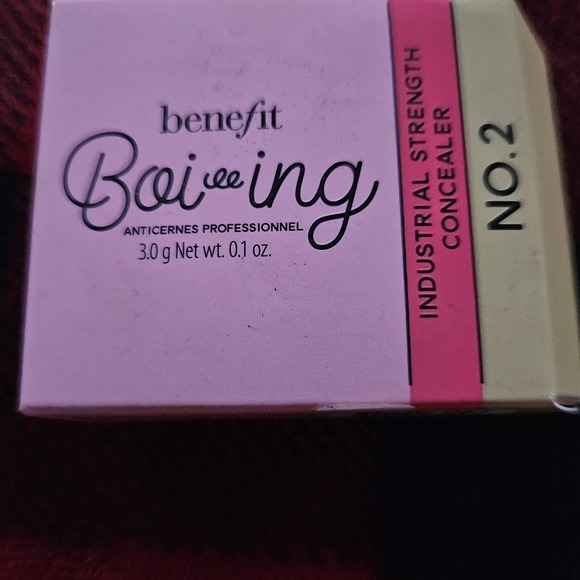 benefit
Boi-ing
ANTICERNES PROFESSIONNEL
3.0 g Net wt. 0.1 oz.
INDUSTRIAL STRENGTH
CONCEALER
NO. 2